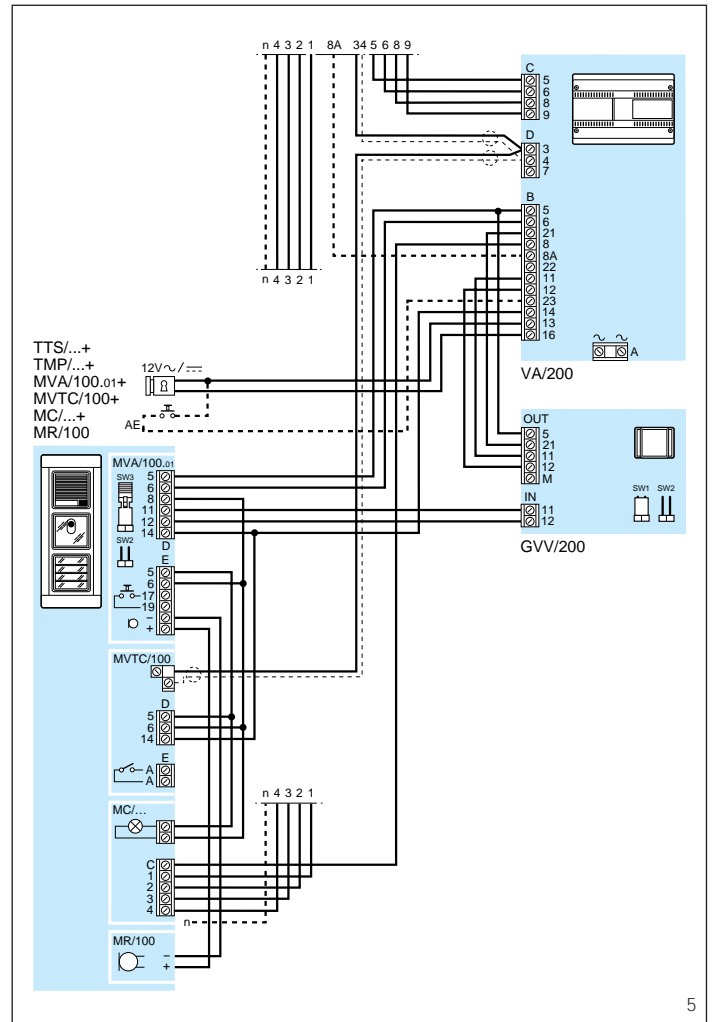 n 4 3 2 1 8A 34 5 6 8 9
C
5
6
8
9
D
3
4
7
B
5
6
21
8
8A
22
11
12
23
14
13
16
A
VA/200
n 4 3 2 1
TTS/...+
TMP/...+
MVA/100.01+
MVTC/100+
MC/...+
MR/100
12V
AE
OUT
5
21
11
12
M
SW1 SW2
IN
11
12
GVV/200
MVA/100.01
SW3
5
6
8
11
12
14
SW2
D
E
5
6
17
19
–
+
MVTC/100
D
5
6
14
E
A
A
n 4 3 2 1
MC/...
C
1
2
3
4
n
MR/100
–
+
5